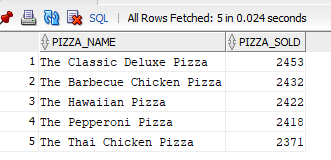 SQL | All Rows Fetched: 5 in 0.024 seconds
PIZZA_NAME PIZZA_SOLD
1 The Classic Deluxe Pizza 2453
2 The Barbecue Chicken Pizza 2432
3 The Hawaiian Pizza 2422
4 The Pepperoni Pizza 2418
5 The Thai Chicken Pizza 2371